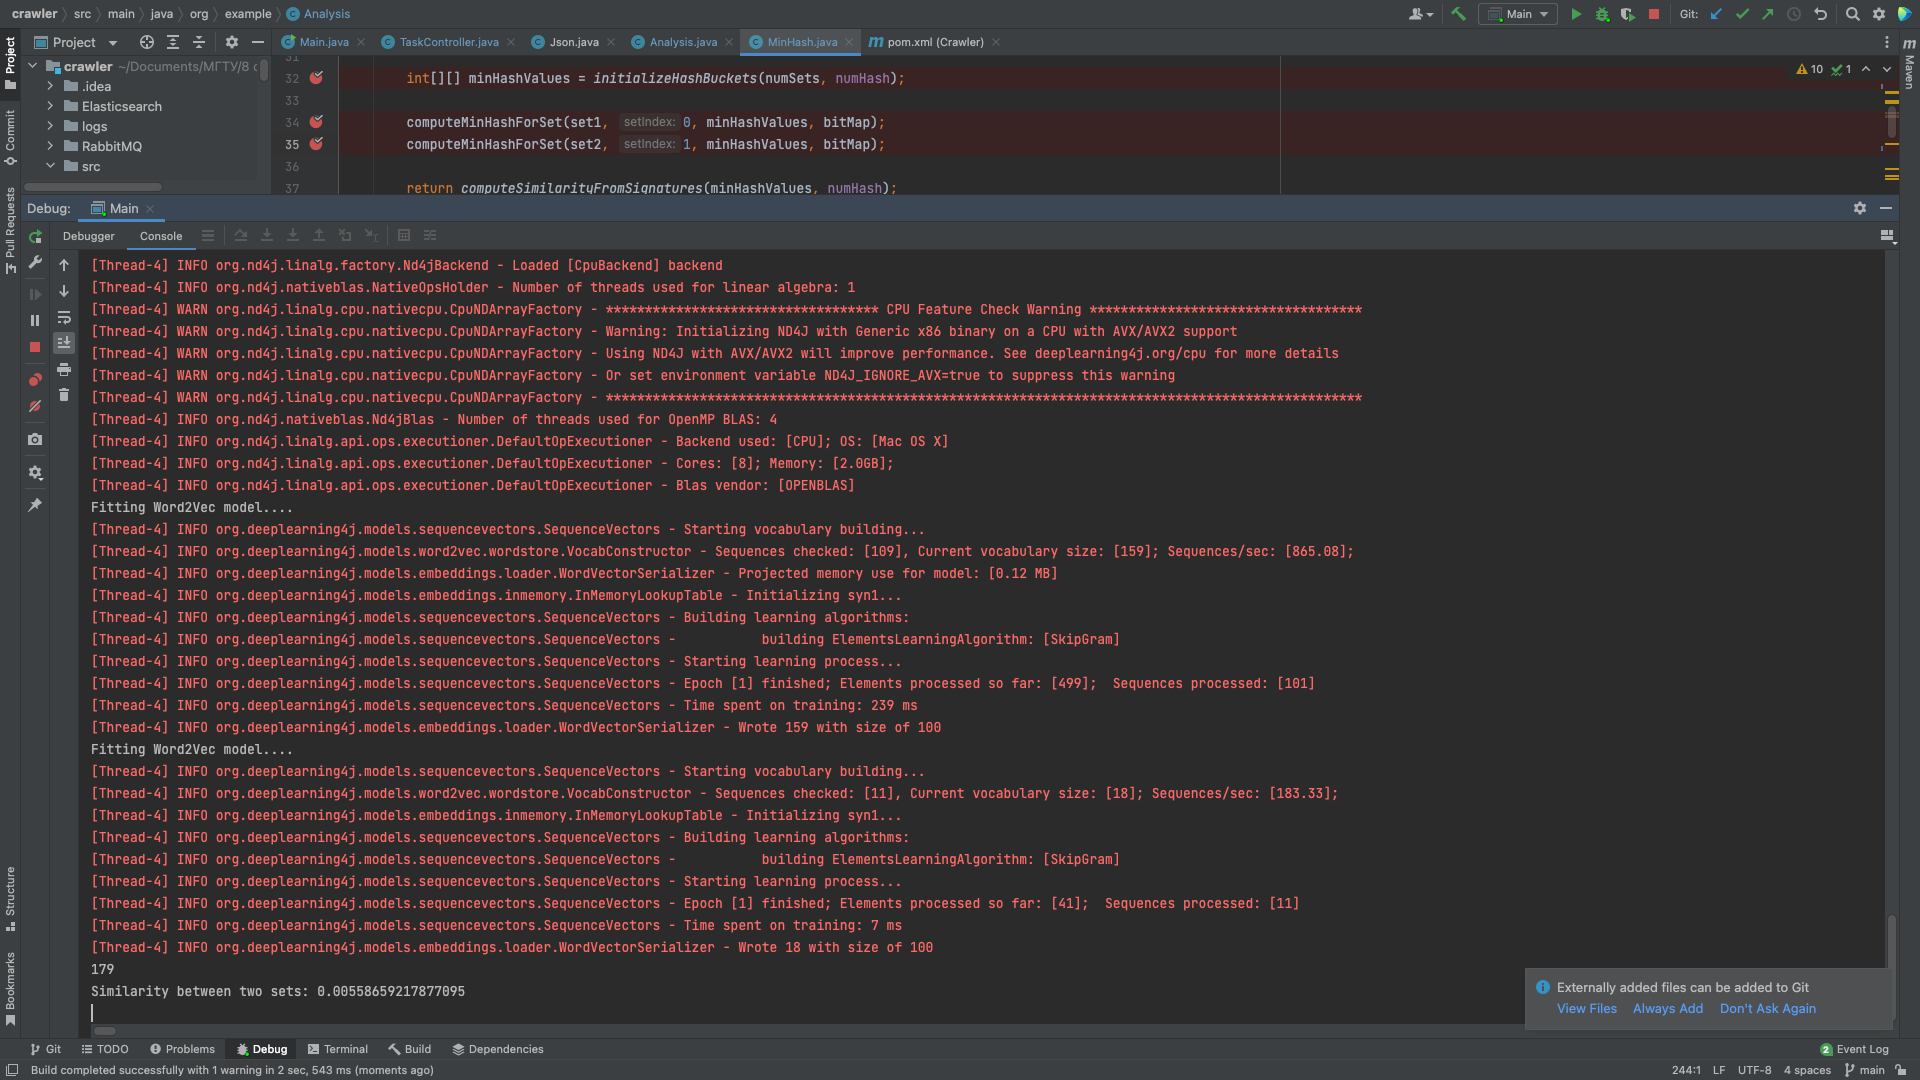 crawler src main java org example Analysis Main Git:
Project Main.java TaskController.java Json.java Analysis.java MinHash.java pom.xml (Crawler)
crawler ~/Documents/МГТУ/8
.idea
Elasticsearch
logs
RabbitMQ
src
31
32 int[][] minHashValues = initializeHashBuckets(numSets, numHash);
33
34 computeMinHashForSet(set1, setIndex: 0, minHashValues, bitMap);
35 computeMinHashForSet(set2, setIndex: 1, minHashValues, bitMap);
36
37 return computeSimilarityFromSignatures(minHashValues, numHash);
10 1
Maven
Project
Commit
Pull Requests
Structure
Bookmarks
Debug: Main
Debugger Console
[Thread-4] INFO org.nd4j.linalg.factory.Nd4jBackend - Loaded [CpuBackend] backend
[Thread-4] INFO org.nd4j.nativeblas.NativeOpsHolder - Number of threads used for linear algebra: 1
[Thread-4] WARN org.nd4j.linalg.cpu.nativecpu.CpuNDArrayFactory - *********************************** CPU Feature Check Warning ***********************************
[Thread-4] WARN org.nd4j.linalg.cpu.nativecpu.CpuNDArrayFactory - Warning: Initializing ND4J with Generic x86 binary on a CPU with AVX/AVX2 support
[Thread-4] WARN org.nd4j.linalg.cpu.nativecpu.CpuNDArrayFactory - Using ND4J with AVX/AVX2 will improve performance. See deeplearning4j.org/cpu for more details
[Thread-4] WARN org.nd4j.linalg.cpu.nativecpu.CpuNDArrayFactory - Or set environment variable ND4J_IGNORE_AVX=true to suppress this warning
[Thread-4] WARN org.nd4j.linalg.cpu.nativecpu.CpuNDArrayFactory - *************************************************************************************************
[Thread-4] INFO org.nd4j.nativeblas.Nd4jBlas - Number of threads used for OpenMP BLAS: 4
[Thread-4] INFO org.nd4j.linalg.api.ops.executioner.DefaultOpExecutioner - Backend used: [CPU]; OS: [Mac OS X]
[Thread-4] INFO org.nd4j.linalg.api.ops.executioner.DefaultOpExecutioner - Cores: [8]; Memory: [2.0GB];
[Thread-4] INFO org.nd4j.linalg.api.ops.executioner.DefaultOpExecutioner - Blas vendor: [OPENBLAS]
Fitting Word2Vec model....
[Thread-4] INFO org.deeplearning4j.models.sequencevectors.SequenceVectors - Starting vocabulary building...
[Thread-4] INFO org.deeplearning4j.models.word2vec.wordstore.VocabConstructor - Sequences checked: [109], Current vocabulary size: [159]; Sequences/sec: [865.08];
[Thread-4] INFO org.deeplearning4j.models.embeddings.loader.WordVectorSerializer - Projected memory use for model: [0.12 MB]
[Thread-4] INFO org.deeplearning4j.models.embeddings.inmemory.InMemoryLookupTable - Initializing syn1...
[Thread-4] INFO org.deeplearning4j.models.sequencevectors.SequenceVectors - Building learning algorithms:
[Thread-4] INFO org.deeplearning4j.models.sequencevectors.SequenceVectors - building ElementsLearningAlgorithm: [SkipGram]
[Thread-4] INFO org.deeplearning4j.models.sequencevectors.SequenceVectors - Starting learning process...
[Thread-4] INFO org.deeplearning4j.models.sequencevectors.SequenceVectors - Epoch [1] finished; Elements processed so far: [499]; Sequences processed: [101]
[Thread-4] INFO org.deeplearning4j.models.sequencevectors.SequenceVectors - Time spent on training: 239 ms
[Thread-4] INFO org.deeplearning4j.models.embeddings.loader.WordVectorSerializer - Wrote 159 with size of 100
Fitting Word2Vec model....
[Thread-4] INFO org.deeplearning4j.models.sequencevectors.SequenceVectors - Starting vocabulary building...
[Thread-4] INFO org.deeplearning4j.models.word2vec.wordstore.VocabConstructor - Sequences checked: [11], Current vocabulary size: [18]; Sequences/sec: [183.33];
[Thread-4] INFO org.deeplearning4j.models.embeddings.inmemory.InMemoryLookupTable - Initializing syn1...
[Thread-4] INFO org.deeplearning4j.models.sequencevectors.SequenceVectors - Building learning algorithms:
[Thread-4] INFO org.deeplearning4j.models.sequencevectors.SequenceVectors - building ElementsLearningAlgorithm: [SkipGram]
[Thread-4] INFO org.deeplearning4j.models.sequencevectors.SequenceVectors - Starting learning process...
[Thread-4] INFO org.deeplearning4j.models.sequencevectors.SequenceVectors - Epoch [1] finished; Elements processed so far: [41]; Sequences processed: [11]
[Thread-4] INFO org.deeplearning4j.models.sequencevectors.SequenceVectors - Time spent on training: 7 ms
[Thread-4] INFO org.deeplearning4j.models.embeddings.loader.WordVectorSerializer - Wrote 18 with size of 100
179
Similarity between two sets: 0.00558659217877095
Externally added files can be added to Git
View Files Always Add Don't Ask Again
Git TODO Problems Debug Terminal Build Dependencies 2 Event Log
Build completed successfully with 1 warning in 2 sec, 543 ms (moments ago) 244:1 LF UTF-8 4 spaces main